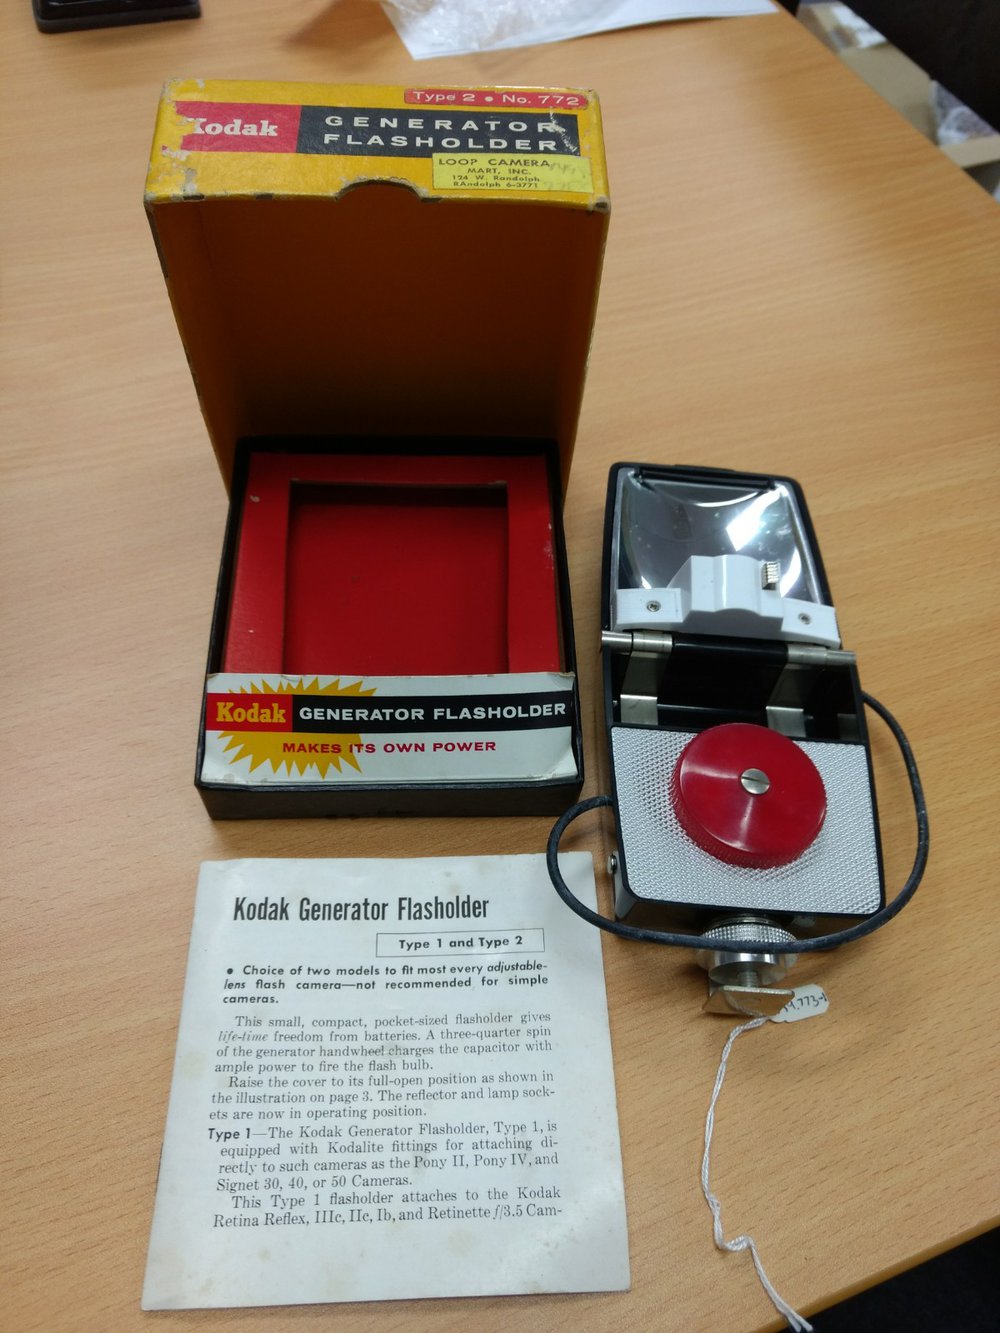 Type 2 • No. 772
Kodak
GENERATOR
FLASHOLDER
LOOP CAMERA
MART, INC.
124 W. Randolph
RAndolph 6-3771
Kodak GENERATOR FLASHOLDER
MAKES ITS OWN POWER
Kodak Generator Flasholder
Type 1 and Type 2
• Choice of two models to fit most every adjustable-
lens flash camera—not recommended for simple
cameras.
This small, compact, pocket-sized flasholder gives
life-time freedom from batteries. A three-quarter spin
of the generator handwheel charges the capacitor with
ample power to fire the flash bulb.
Raise the cover to its full-open position as shown in
the illustration on page 3. The reflector and lamp sock-
ets are now in operating position.
Type 1—The Kodak Generator Flasholder, Type 1, is
equipped with Kodalite fittings for attaching di-
rectly to such cameras as the Pony II, Pony IV, and
Signet 30, 40, or 50 Cameras.
This Type 1 flasholder attaches to the Kodak
Retina Reflex, IIIc, IIc, Ib, and Retinette f/3.5 Cam-